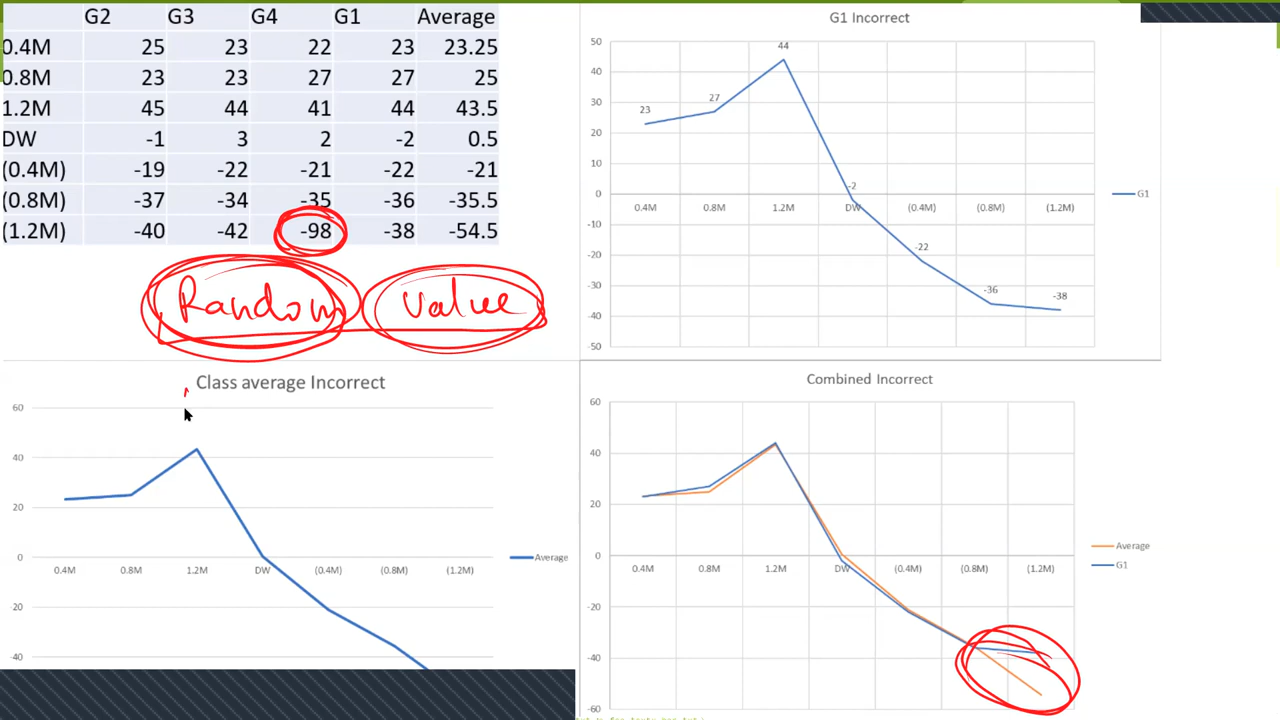 G2 G3 G4 G1 Average
0.4M 25 23 22 23 23.25
0.8M 23 23 27 27 25
1.2M 45 44 41 44 43.5
DW -1 3 2 -2 0.5
(0.4M) -19 -22 -21 -22 -21
(0.8M) -37 -34 -35 -36 -35.5
(1.2M) -40 -42 -98 -38 -54.5
Random Value
G1 Incorrect
50
44
40
30
27
23
20
10
0
-2
0.4M 0.8M 1.2M DW (0.4M) (0.8M) (1.2M)
G1
-10
-20
-22
-30
-36
-38
-40
-50
Class average Incorrect
60
40
20
0
0.4M 0.8M 1.2M DW (0.4M) (0.8M) (1.2M)
Average
-20
-40
Combined Incorrect
60
40
20
0
0.4M 0.8M 1.2M DW (0.4M) (0.8M) (1.2M)
Average
G1
-20
-40
-60